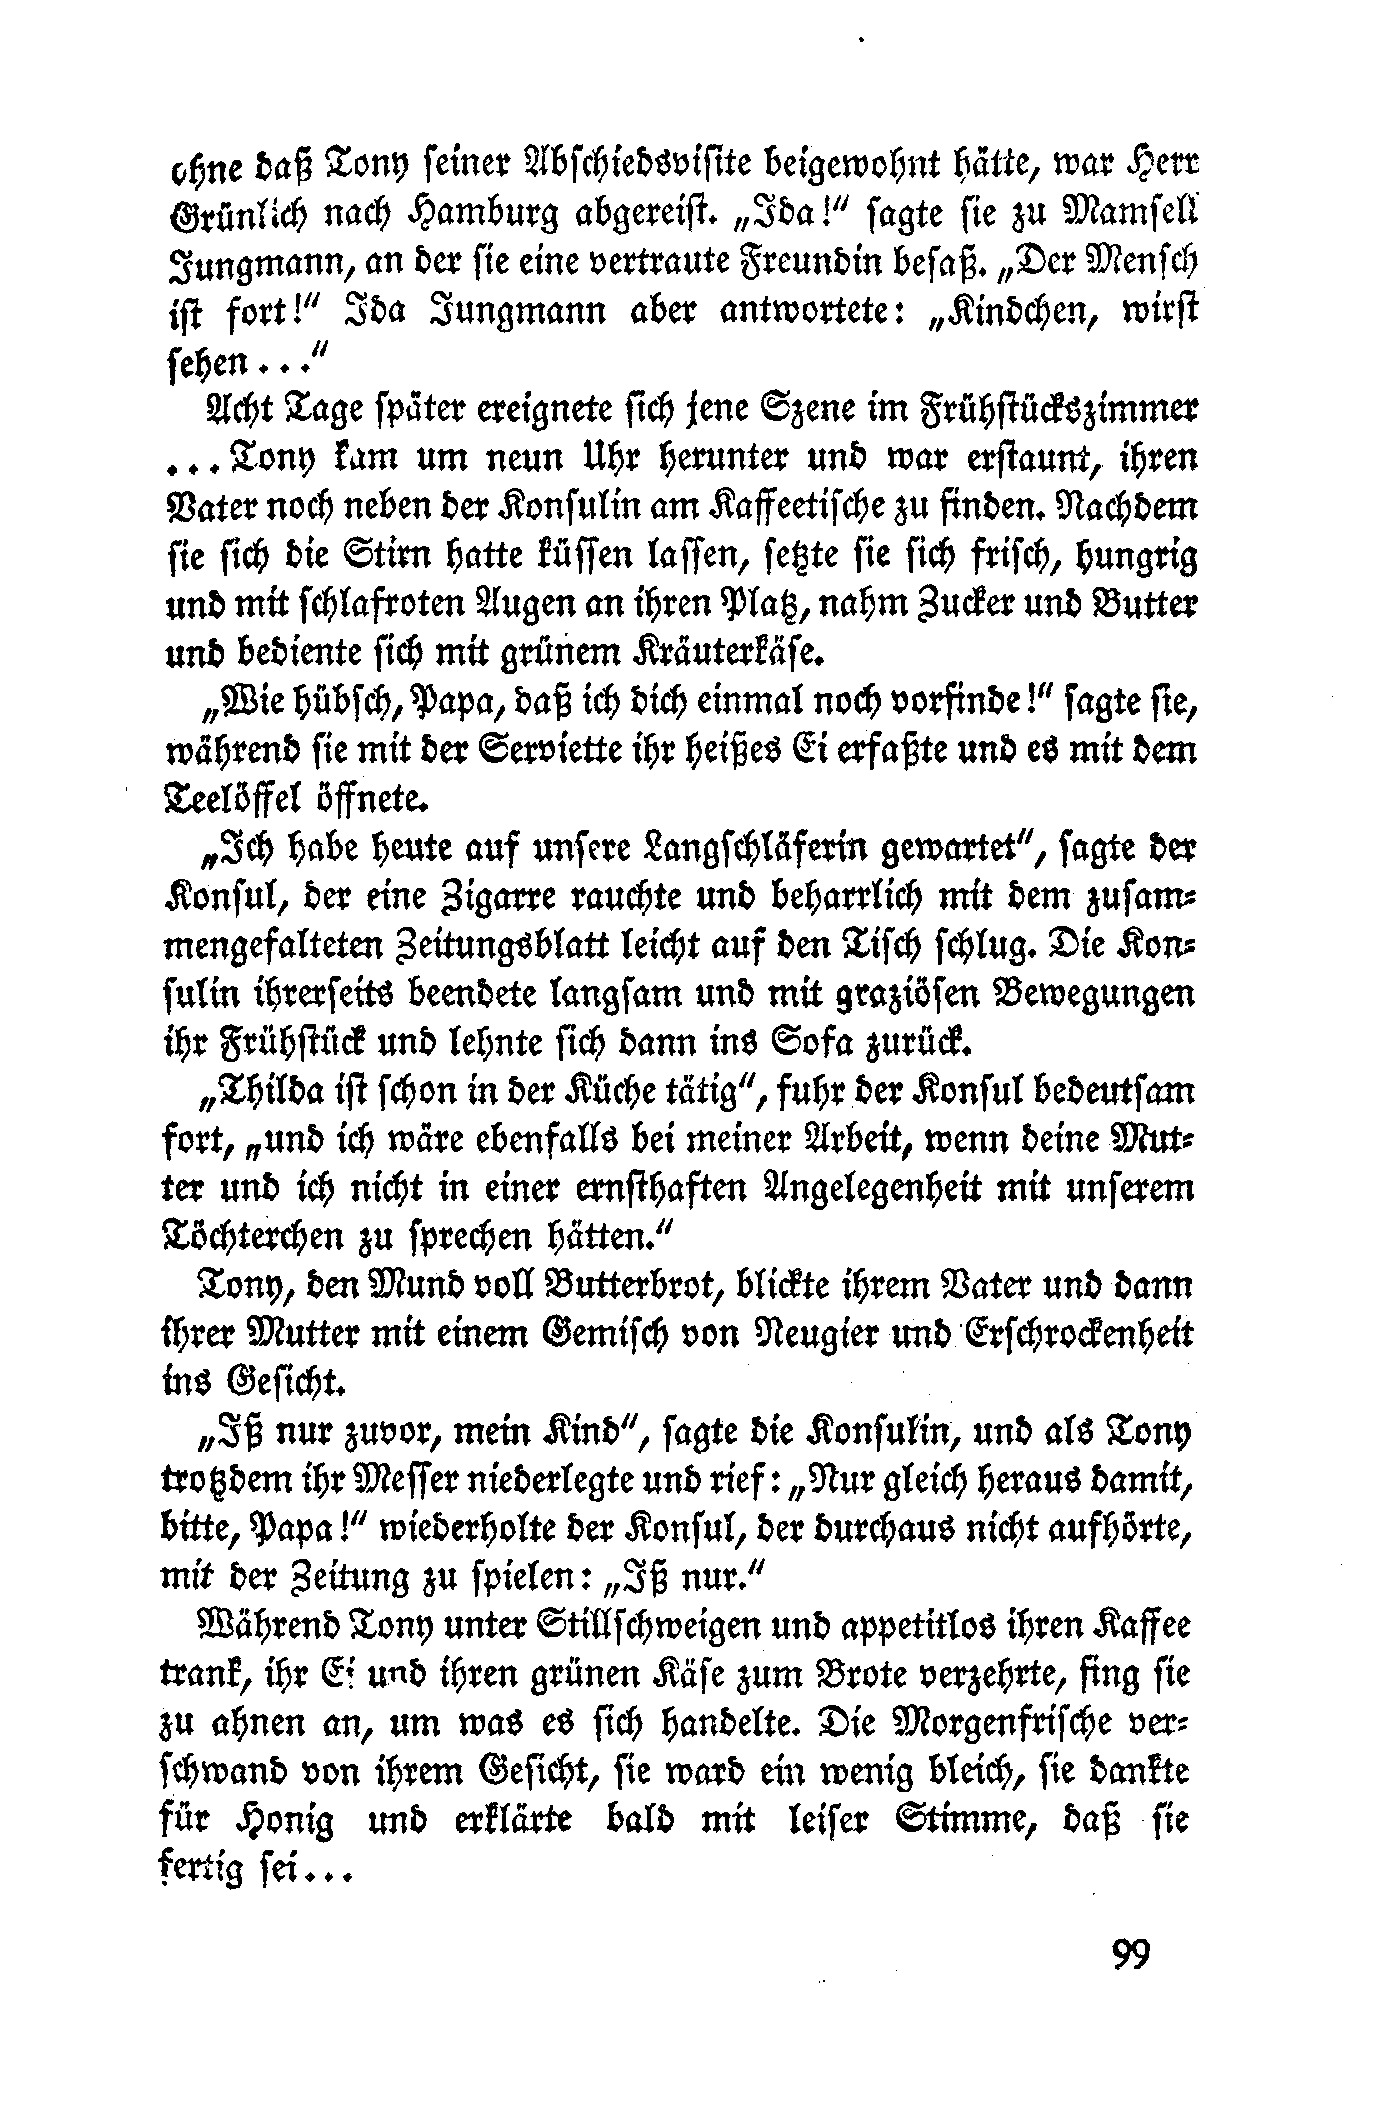 ohne daß Tony seiner Abschiedsvisite beigewohnt hätte, war Herr
Grünlich nach Hamburg abgereist. „Ida!“ sagte sie zu Mamsell
Jungmann, an der sie eine vertraute Freundin besaß. „Der Mensch
ist fort!“ Ida Jungmann aber antwortete: „Kindchen, wirst
sehen . . .“
Acht Tage später ereignete sich jene Szene im Frühstückszimmer
. . . Tony kam um neun Uhr herunter und war erstaunt, ihren
Vater noch neben der Konsulin am Kaffeetische zu finden. Nachdem
sie sich die Stirn hatte küssen lassen, setzte sie sich frisch, hungrig
und mit schlafroten Augen an ihren Platz, nahm Zucker und Butter
und bediente sich mit grünem Kräuterkäse.
„Wie hübsch, Papa, daß ich dich einmal noch vorfinde!“ sagte sie,
während sie mit der Serviette ihr heißes Ei erfaßte und es mit dem
Teelöffel öffnete.
„Ich habe heute auf unsere Langschläferin gewartet“, sagte der
Konsul, der eine Zigarre rauchte und beharrlich mit dem zusam-
mengefalteten Zeitungsblatt leicht auf den Tisch schlug. Die Kon-
sulin ihrerseits beendete langsam und mit graziösen Bewegungen
ihr Frühstück und lehnte sich dann ins Sofa zurück.
„Thilda ist schon in der Küche tätig“, fuhr der Konsul bedeutsam
fort, „und ich wäre ebenfalls bei meiner Arbeit, wenn deine Mut-
ter und ich nicht in einer ernsthaften Angelegenheit mit unserem
Töchterchen zu sprechen hätten.“
Tony, den Mund voll Butterbrot, blickte ihrem Vater und dann
ihrer Mutter mit einem Gemisch von Neugier und Erschrockenheit
ins Gesicht.
„Iß nur zuvor, mein Kind“, sagte die Konsulin, und als Tony
trotzdem ihr Messer niederlegte und rief: „Nur gleich heraus damit,
bitte, Papa!“ wiederholte der Konsul, der durchaus nicht aufhörte,
mit der Zeitung zu spielen: „Iß nur.“
Während Tony unter Stillschweigen und appetitlos ihren Kaffee
trank, ihr Ei und ihren grünen Käse zum Brote verzehrte, fing sie
zu ahnen an, um was es sich handelte. Die Morgenfrische ver-
schwand von ihrem Gesicht, sie ward ein wenig bleich, sie dankte
für Honig und erklärte bald mit leiser Stimme, daß sie
fertig sei . . .
99